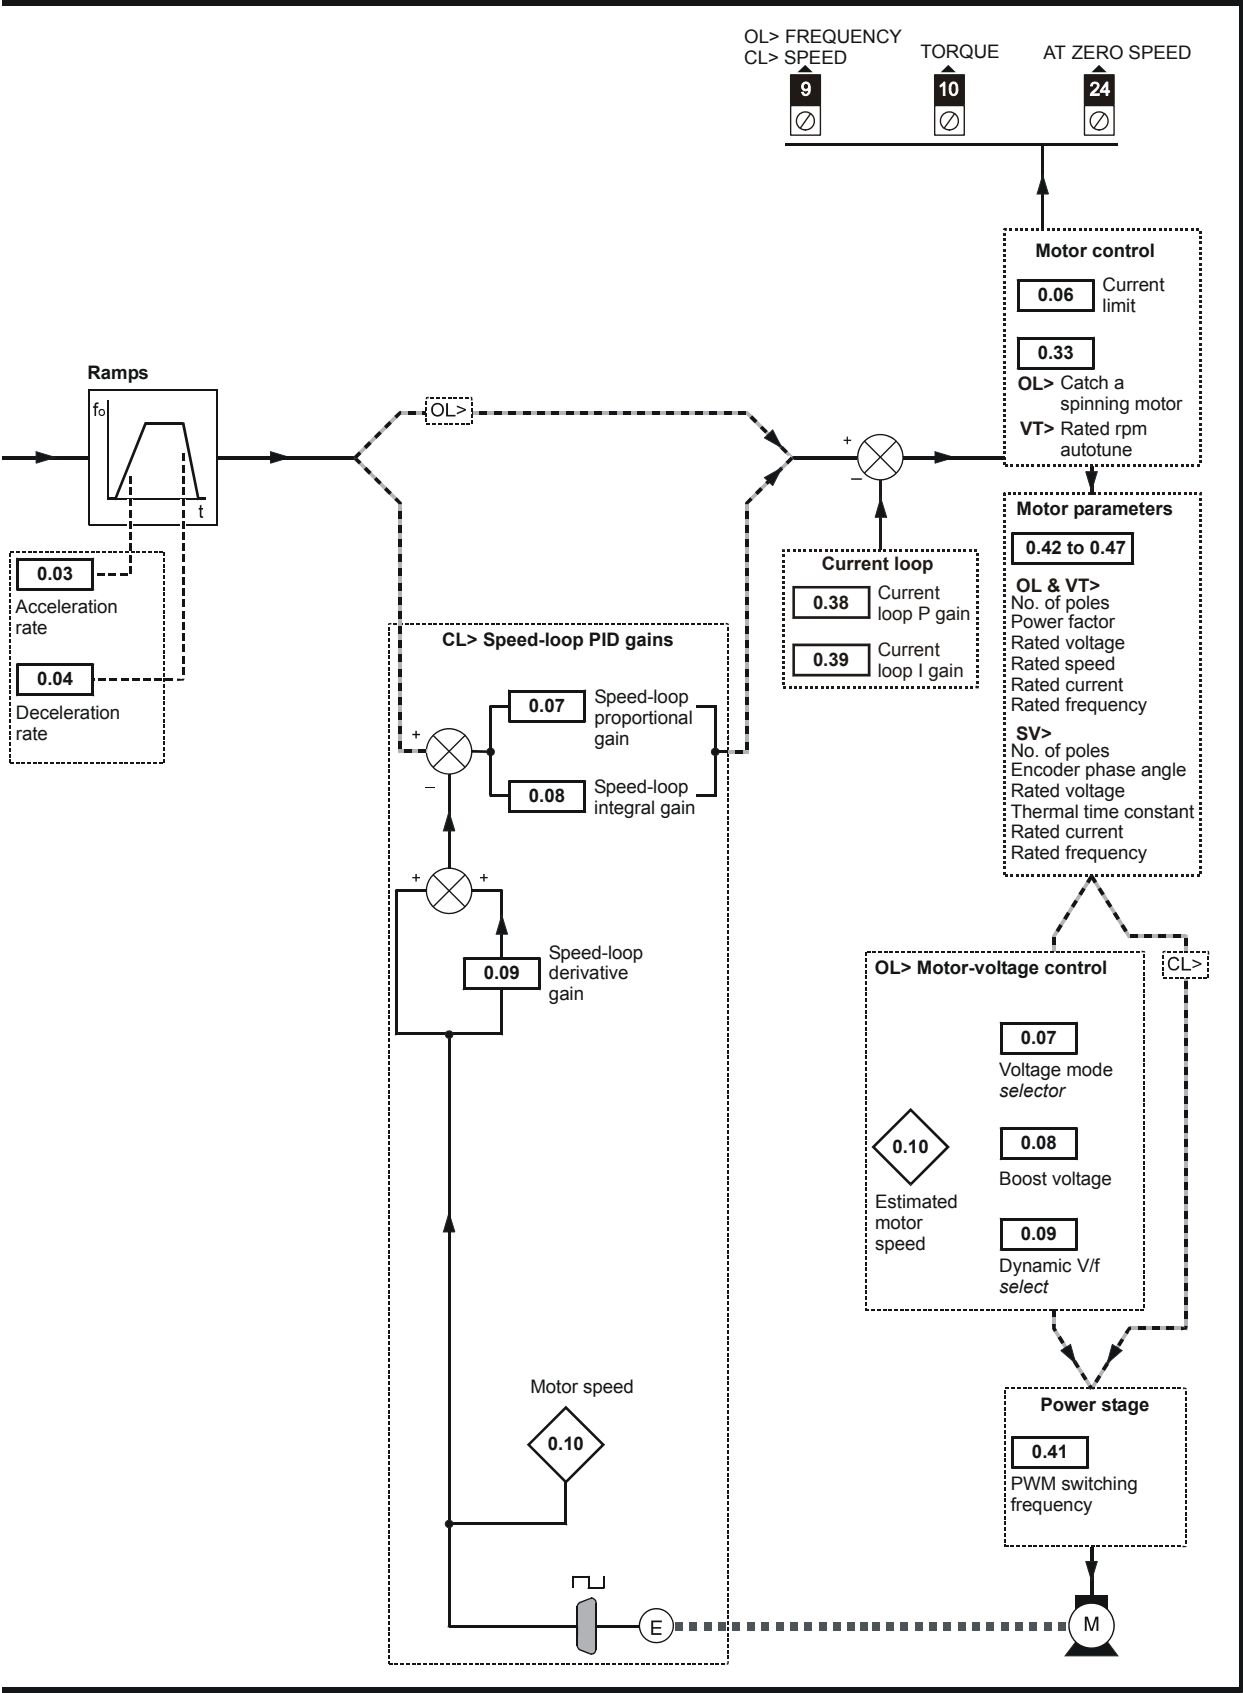 OL> FREQUENCY
CL> SPEED
TORQUE
AT ZERO SPEED
9
10
24
Motor control
0.06
Current
limit
0.33
OL> Catch a
spinning motor
VT> Rated rpm
autotune
Ramps
fo
t
OL>
+
–
0.03
Acceleration
rate
0.04
Deceleration
rate
Current loop
0.38
Current
loop P gain
0.39
Current
loop I gain
Motor parameters
0.42 to 0.47
OL & VT>
No. of poles
Power factor
Rated voltage
Rated speed
Rated current
Rated frequency
SV>
No. of poles
Encoder phase angle
Rated voltage
Thermal time constant
Rated current
Rated frequency
CL> Speed-loop PID gains
0.07
Speed-loop
proportional
gain
+
–
0.08
Speed-loop
integral gain
+
+
0.09
Speed-loop
derivative
gain
OL> Motor-voltage control
CL>
0.07
Voltage mode
selector
0.10
Estimated
motor
speed
0.08
Boost voltage
0.09
Dynamic V/f
select
Motor speed
0.10
Power stage
0.41
PWM switching
frequency
E
M